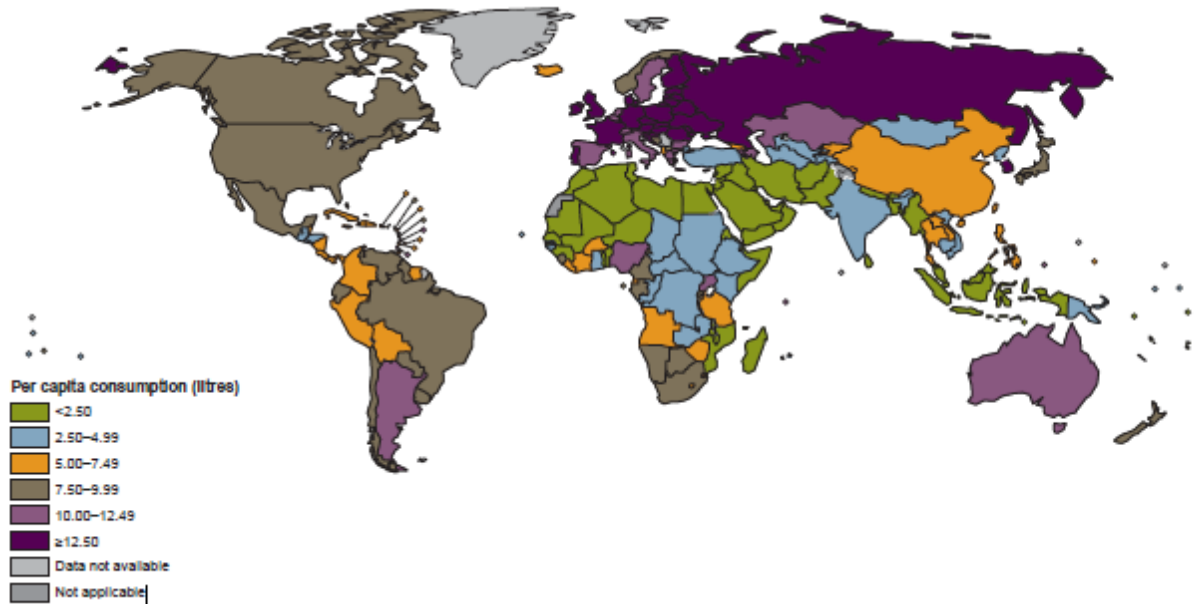 Per capita consumption (litres)
<2.50
2.50–4.99
5.00–7.49
7.50–9.99
10.00–12.49
≥12.50
Data not available
Not applicable